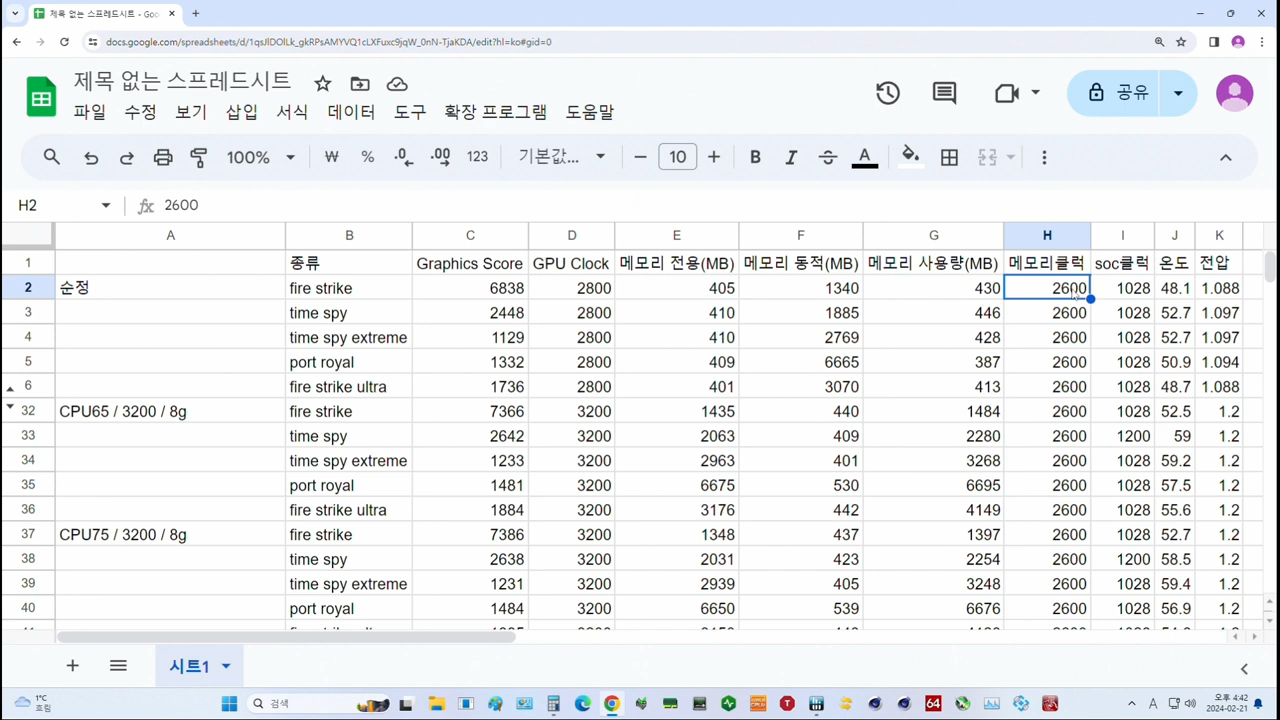 제목 없는 스프레드시트 - Goo
docs.google.com/spreadsheets/d/1qsJlDOlLk_gkRPsAMYVQ1cLXFuxc9jqW_0nN-TjaKDA/edit?hl=ko#gid=0
제목 없는 스프레드시트
파일 수정 보기 삽입 서식 데이터 도구 확장 프로그램 도움말
공유
100% ₩ % .0 .00 123 기본값... 10 B I A
H2 fx 2600
A B C D E F G H I J K
1 종류 Graphics Score GPU Clock 메모리 전용(MB) 메모리 동적(MB) 메모리 사용량(MB) 메모리클럭 soc클럭 온도 전압
2 순정 fire strike 6838 2800 405 1340 430 2600 1028 48.1 1.088
3 time spy 2448 2800 410 1885 446 2600 1028 52.7 1.097
4 time spy extreme 1129 2800 410 2769 428 2600 1028 52.7 1.097
5 port royal 1332 2800 409 6665 387 2600 1028 50.9 1.094
6 fire strike ultra 1736 2800 401 3070 413 2600 1028 48.7 1.088
32 CPU65 / 3200 / 8g fire strike 7366 3200 1435 440 1484 2600 1028 52.5 1.2
33 time spy 2642 3200 2063 409 2280 2600 1200 59 1.2
34 time spy extreme 1233 3200 2963 401 3268 2600 1028 59.2 1.2
35 port royal 1481 3200 6675 530 6695 2600 1028 57.5 1.2
36 fire strike ultra 1884 3200 3176 442 4149 2600 1028 55.6 1.2
37 CPU75 / 3200 / 8g fire strike 7386 3200 1348 437 1397 2600 1028 52.7 1.2
38 time spy 2638 3200 2031 423 2254 2600 1200 58.5 1.2
39 time spy extreme 1231 3200 2939 405 3248 2600 1028 59.4 1.2
40 port royal 1484 3200 6650 539 6676 2600 1028 56.9 1.2
시트1
1°C
흐림
검색
64
A
오후 4:42
2024-02-21